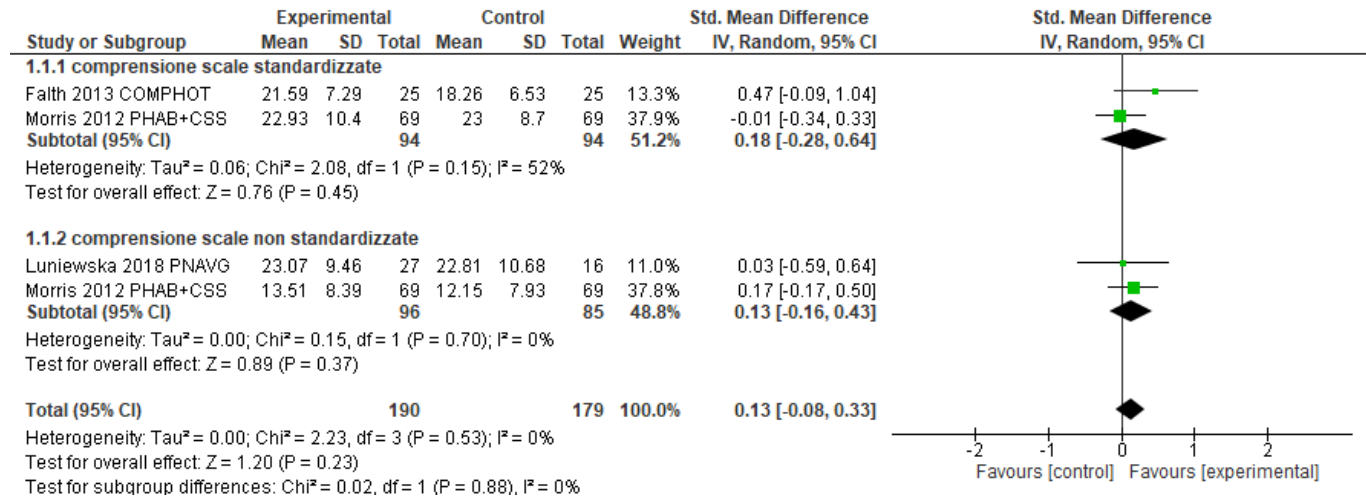 Experimental Control Std. Mean Difference Std. Mean Difference
Study or Subgroup Mean SD Total Mean SD Total Weight IV, Random, 95% CI IV, Random, 95% CI
1.1.1 comprensione scale standardizzate
Falth 2013 COMPHOT 21.59 7.29 25 18.26 6.53 25 13.3% 0.47 [-0.09, 1.04]
Morris 2012 PHAB+CSS 22.93 10.4 69 23 8.7 69 37.9% -0.01 [-0.34, 0.33]
Subtotal (95% CI) 94 94 51.2% 0.18 [-0.28, 0.64]
Heterogeneity: Tau² = 0.06; Chi² = 2.08, df = 1 (P = 0.15); I² = 52%
Test for overall effect: Z = 0.76 (P = 0.45)
1.1.2 comprensione scale non standardizzate
Luniewska 2018 PNAVG 23.07 9.46 27 22.81 10.68 16 11.0% 0.03 [-0.59, 0.64]
Morris 2012 PHAB+CSS 13.51 8.39 69 12.15 7.93 69 37.8% 0.17 [-0.17, 0.50]
Subtotal (95% CI) 96 85 48.8% 0.13 [-0.16, 0.43]
Heterogeneity: Tau² = 0.00; Chi² = 0.15, df = 1 (P = 0.70); I² = 0%
Test for overall effect: Z = 0.89 (P = 0.37)
Total (95% CI) 190 179 100.0% 0.13 [-0.08, 0.33]
Heterogeneity: Tau² = 0.00; Chi² = 2.23, df = 3 (P = 0.53); I² = 0%
Test for overall effect: Z = 1.20 (P = 0.23)
Test for subgroup differences: Chi² = 0.02, df = 1 (P = 0.88), I² = 0%
-2 -1 0 1 2
Favours [control] Favours [experimental]